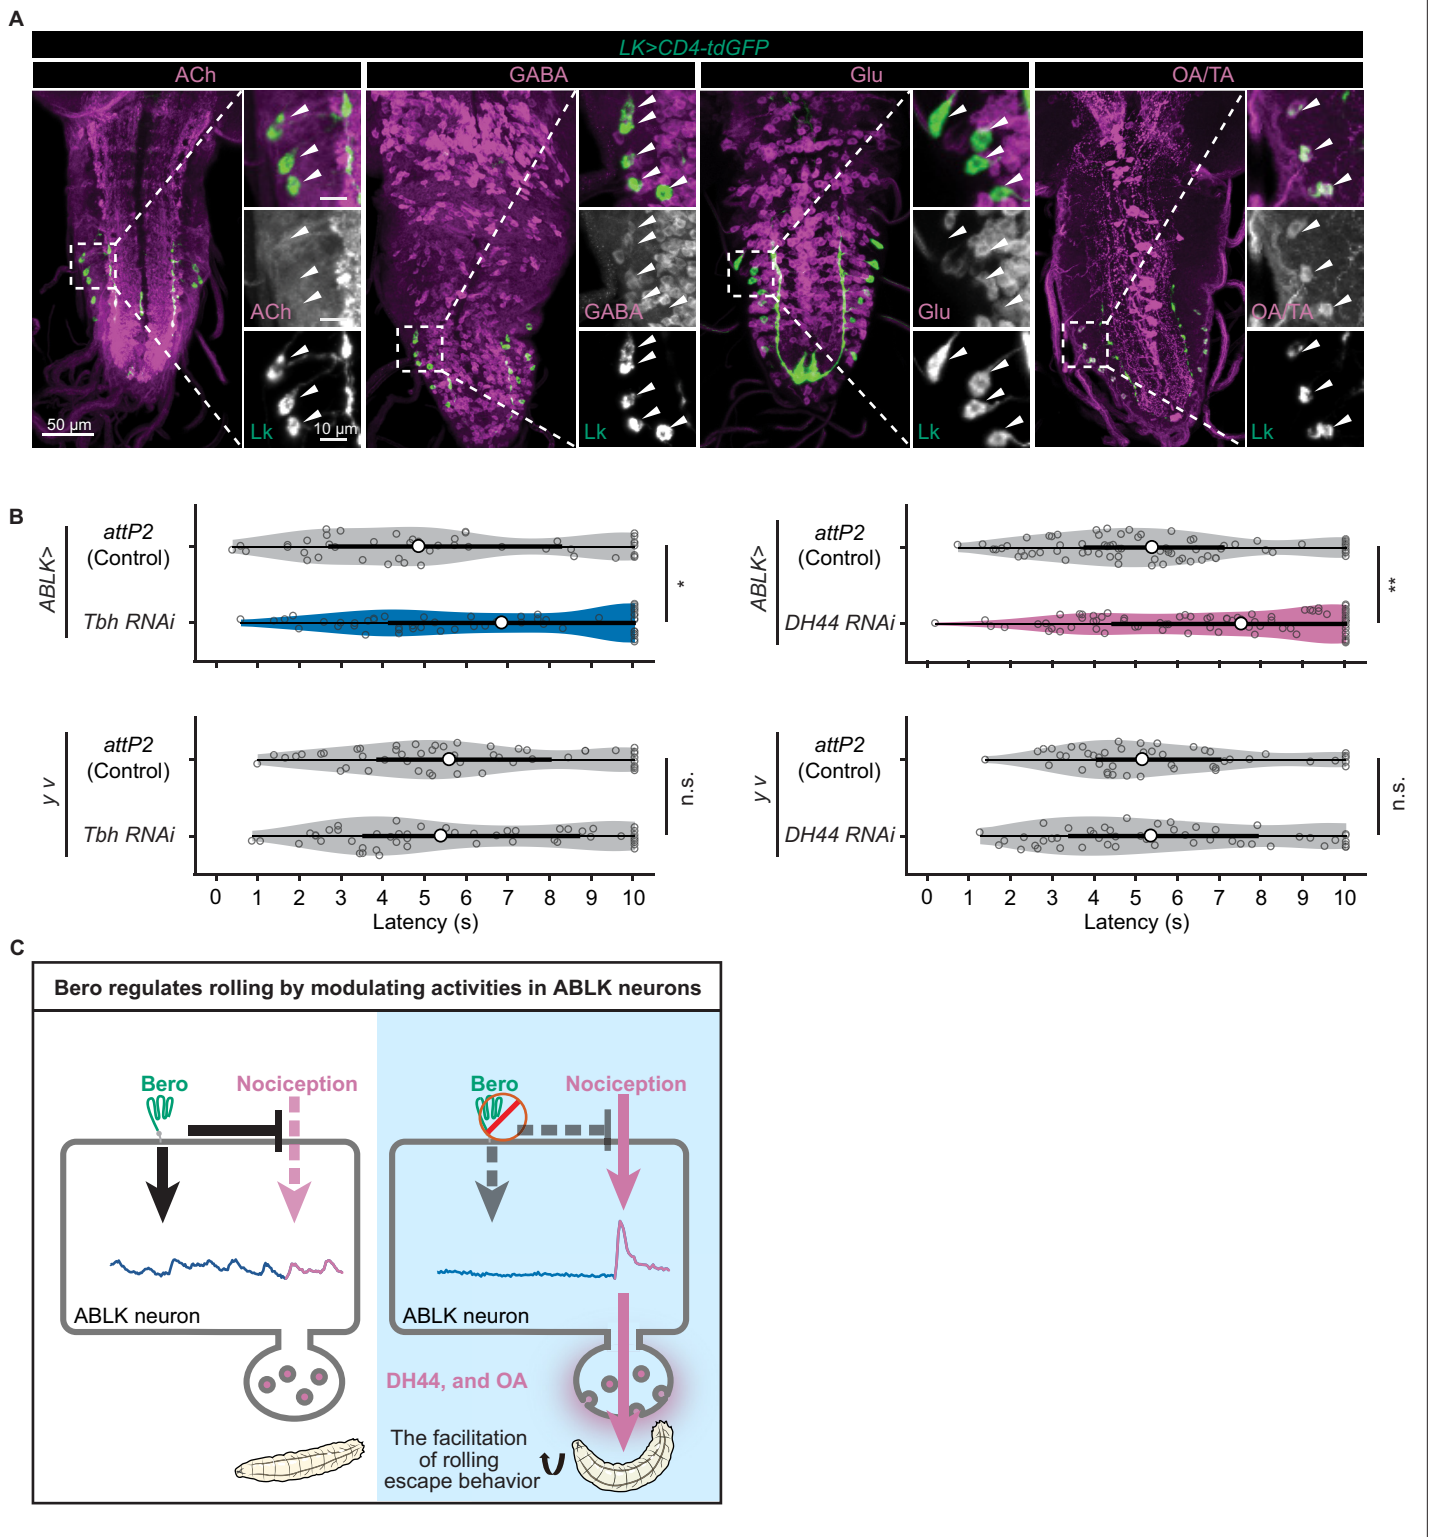 A
LK>CD4-tdGFP
ACh
GABA
Glu
OA/TA
ACh
GABA
Glu
OA/TA
50 µm
Lk
10 µm
Lk
Lk
Lk
B
ABLK>
attP2
(Control)
Tbh RNAi
*
ABLK>
attP2
(Control)
DH44 RNAi
**
y v
attP2
(Control)
Tbh RNAi
n.s.
0 1 2 3 4 5 6 7 8 9 10
Latency (s)
y v
attP2
(Control)
DH44 RNAi
n.s.
0 1 2 3 4 5 6 7 8 9 10
Latency (s)
C
Bero regulates rolling by modulating activities in ABLK neurons
Bero
Nociception
ABLK neuron
Bero
Nociception
ABLK neuron
DH44, and OA
The facilitation
of rolling
escape behavior